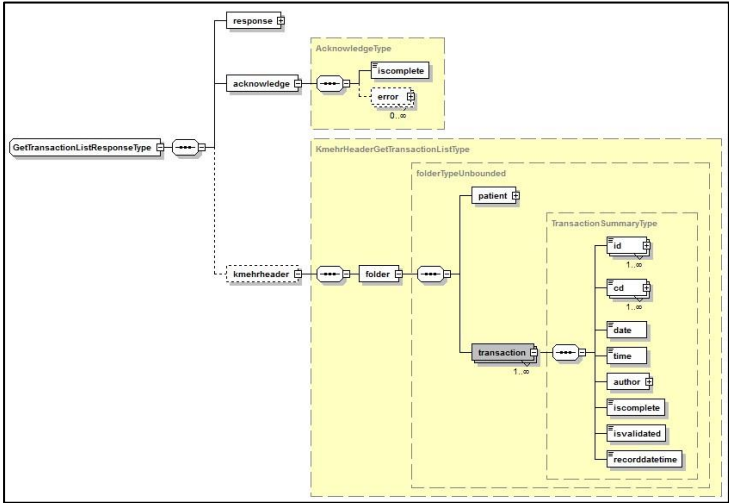 response
AcknowledgeType
iscomplete
acknowledge
error
0..∞
GetTransactionListResponseType
KmehrHeaderGetTransactionListType
folderTypeUnbounded
patient
TransactionSummaryType
id
1..∞
kmehrheader
folder
cd
1..∞
date
transaction
1..∞
time
author
iscomplete
isvalidated
recorddatetime